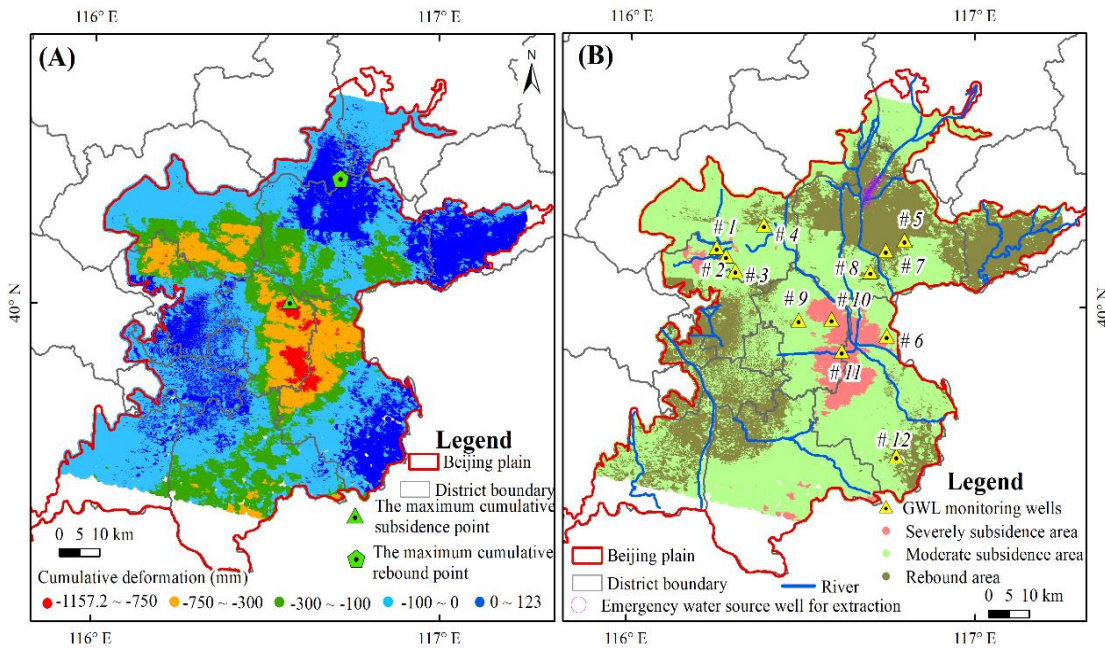 116° E
117° E
116° E
117° E
(A)
N
40° N
Legend
Beijing plain
District boundary
The maximum cumulative
subsidence point
The maximum cumulative
rebound point
0 5 10 km
Cumulative deformation (mm)
-1157.2 ~ -750
-750 ~ -300
-300 ~ -100
-100 ~ 0
0 ~ 123
116° E
117° E
(B)
# 1
# 2
# 3
# 4
# 5
# 7
# 8
# 9
# 10
# 6
# 11
# 12
40° N
Legend
GWL monitoring wells
Severely subsidence area
Moderate subsidence area
Rebound area
Beijing plain
District boundary
River
Emergency water source well for extraction
0 5 10 km
116° E
117° E